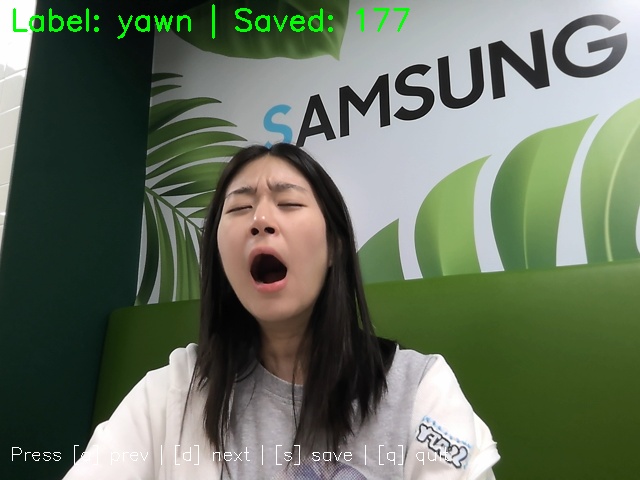 Label: yawn | Saved: 177
SAMSUNG
Press [a] prev | [d] next | [s] save | [q] quit